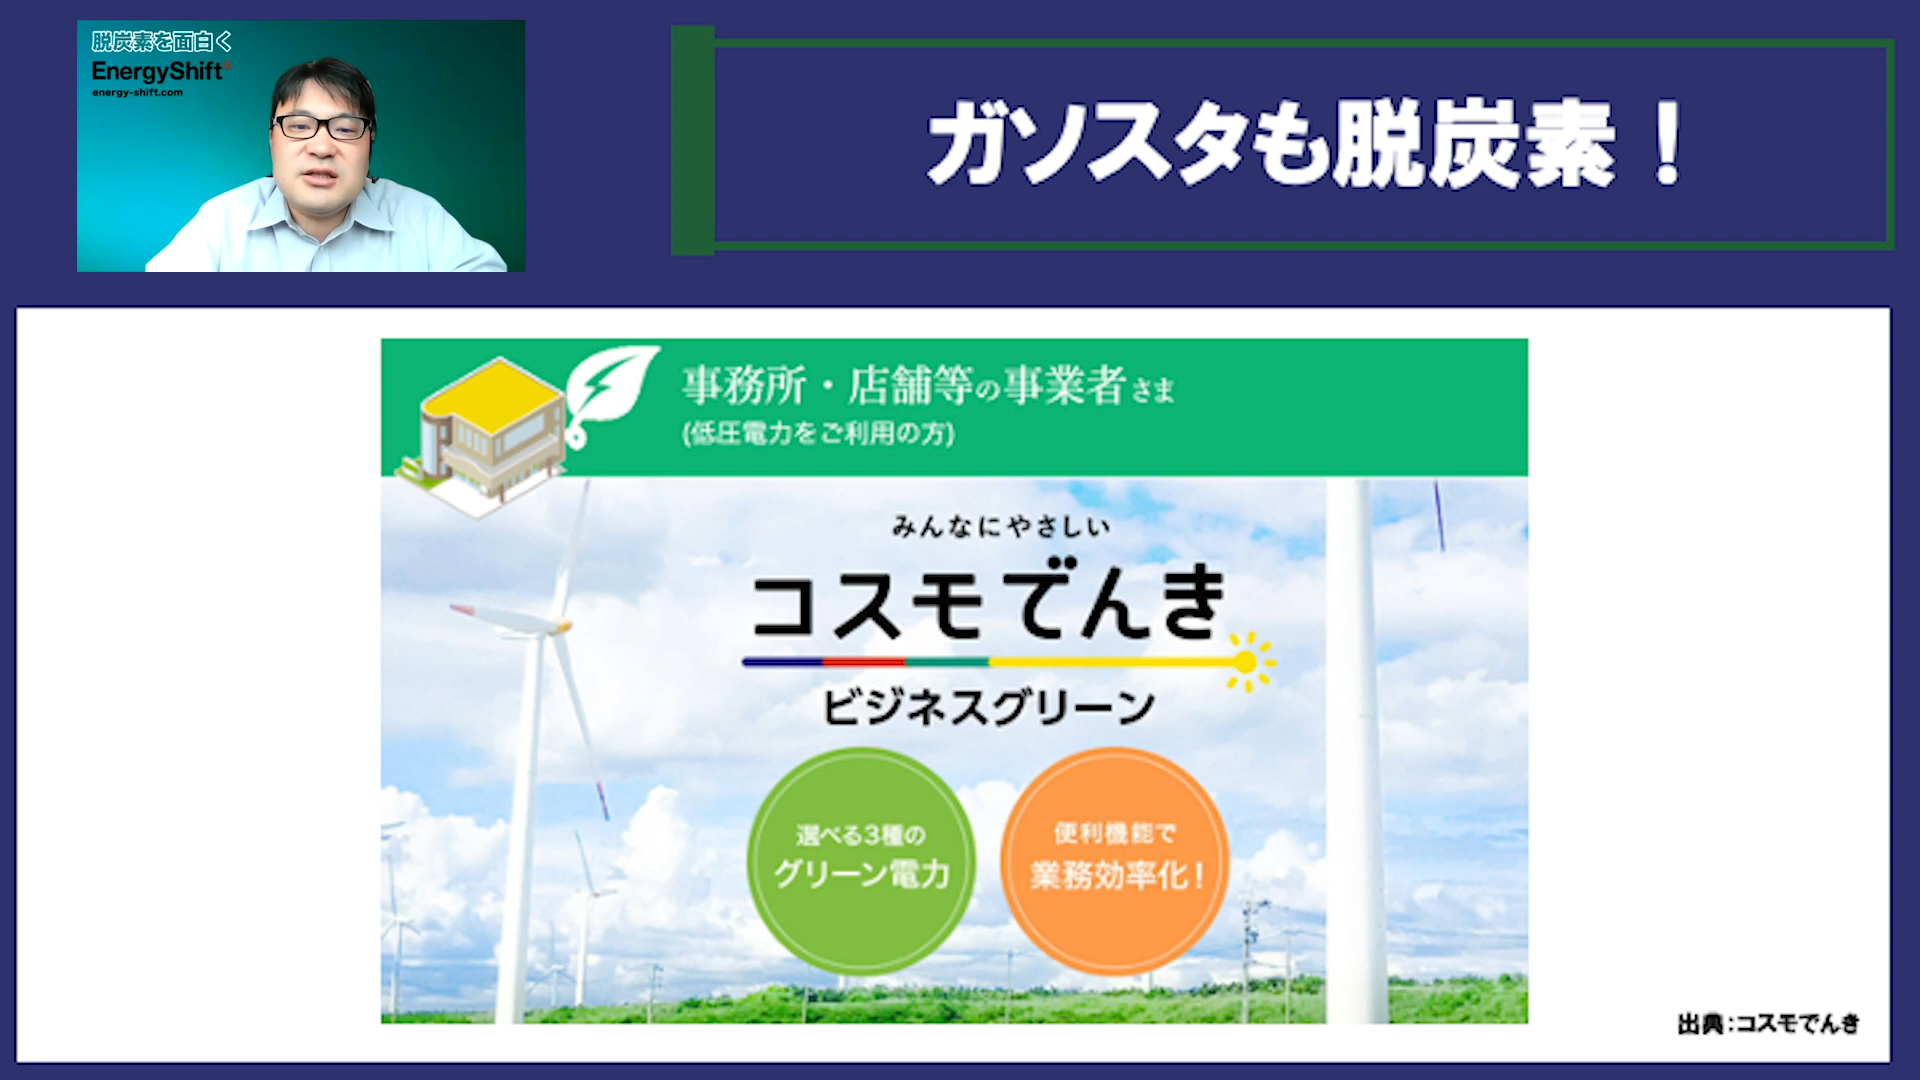 脱炭素を面白く
EnergyShift
energy-shift.com
ガソスタも脱炭素！
事務所・店舗等の事業者さま
(低圧電力をご利用の方)
みんなにやさしい
コスモでんき
ビジネスグリーン
選べる3種の
グリーン電力
便利機能で
業務効率化！
出典：コスモでんき